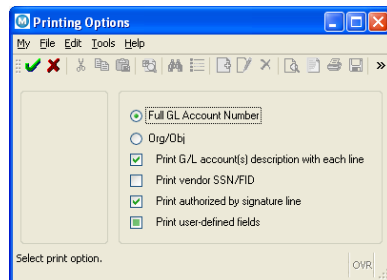 Printing Options
My File Edit Tools Help
Full GL Account Number
Org/Obj
Print G/L account(s) description with each line
Print vendor SSN/FID
Print authorized by signature line
Print user-defined fields
Select print option.
OVR